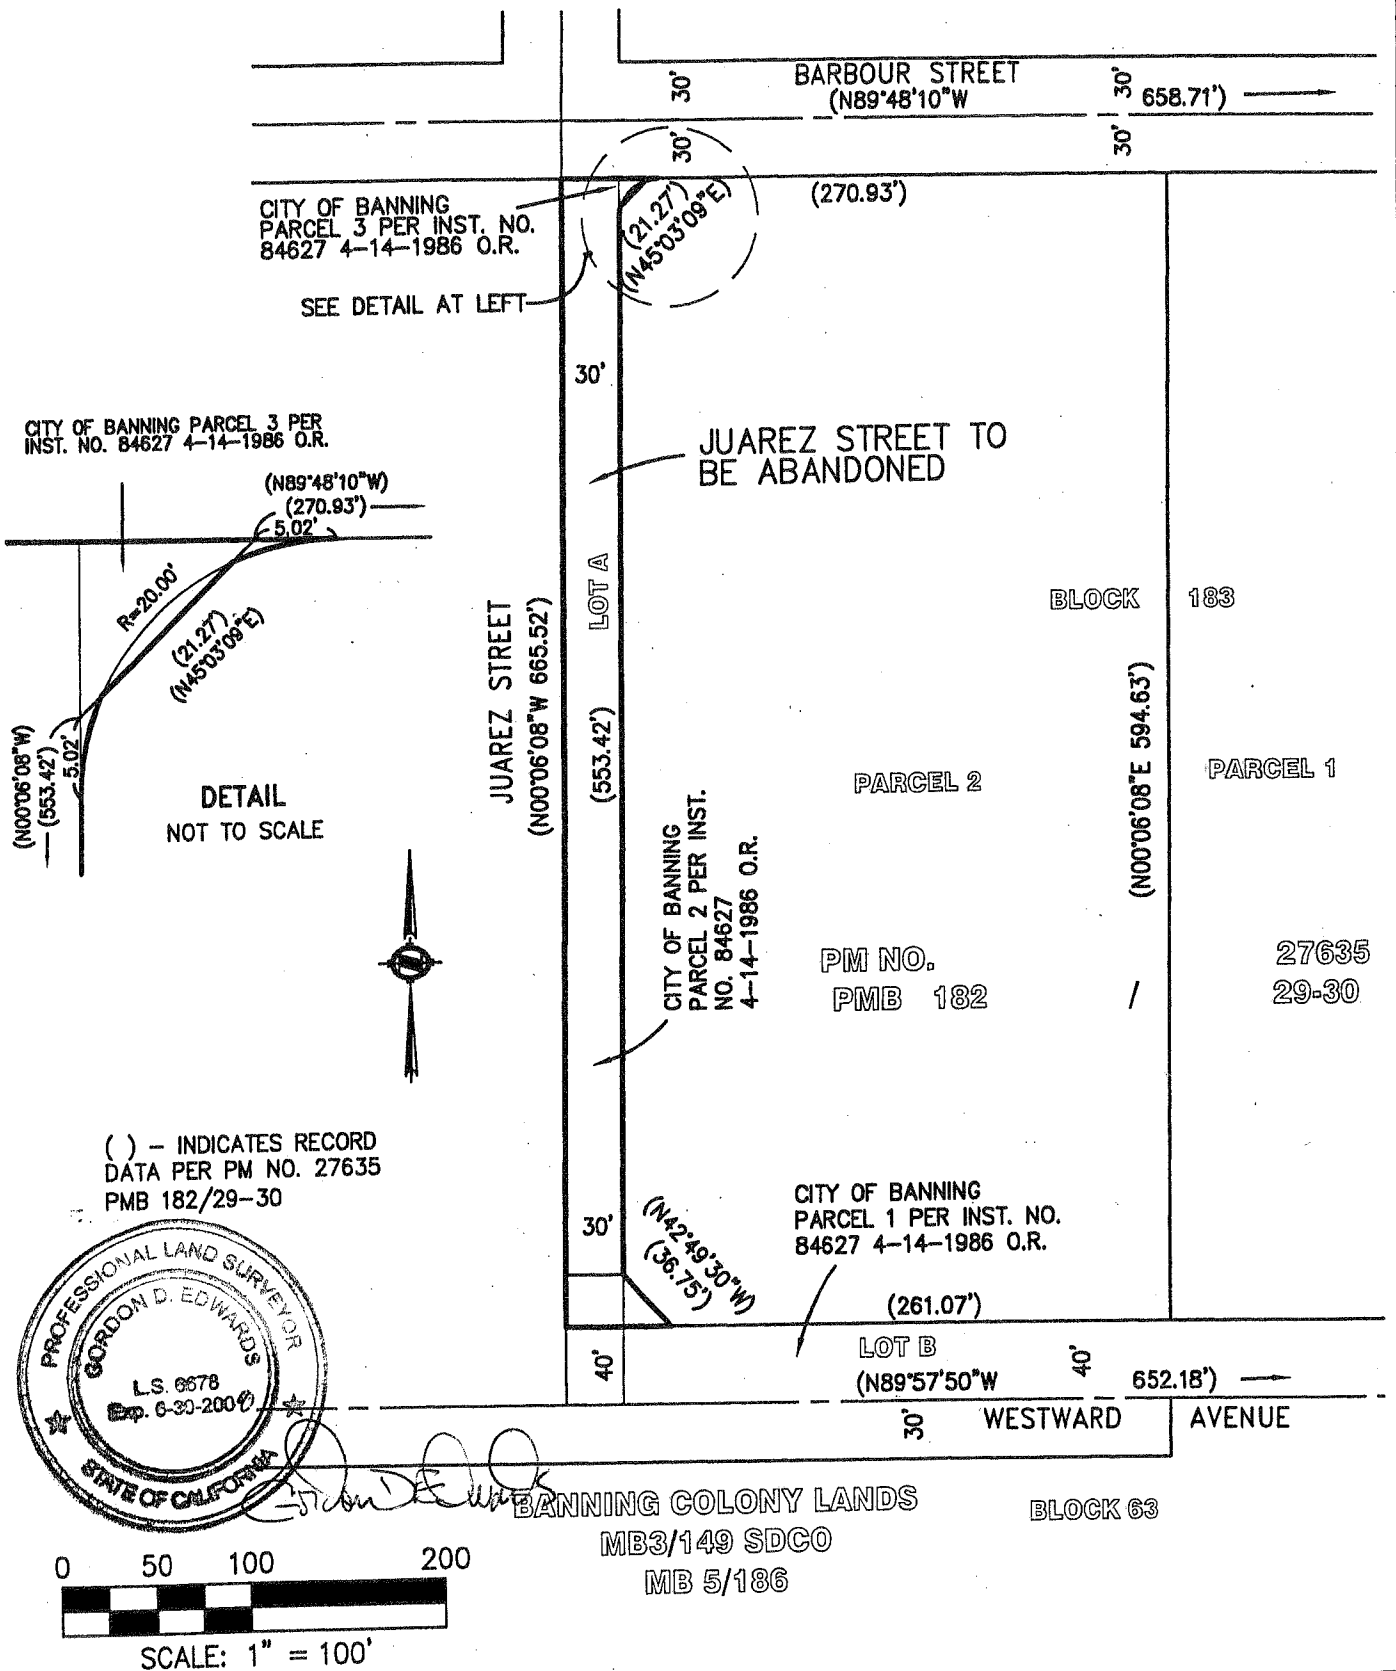 BARBOUR STREET
(N89°48'10"W 658.71')
30'
30'
30'
30'
(270.93')
(21.27')
(N45°03'09"E)
CITY OF BANNING
PARCEL 3 PER INST. NO.
84627 4-14-1986 O.R.
SEE DETAIL AT LEFT
30'
CITY OF BANNING PARCEL 3 PER
INST. NO. 84627 4-14-1986 O.R.
(N89°48'10"W)
(270.93')
5.02'
R=20.00'
(21.27')
(N45°03'09"E)
(N00°06'08"W)
(553.42')
5.02'
DETAIL
NOT TO SCALE
JUAREZ STREET TO
BE ABANDONED
LOT A
JUAREZ STREET
(N00°06'08"W 665.52')
(553.42')
BLOCK 183
(N00°06'08"E 594.63')
PARCEL 2
PARCEL 1
CITY OF BANNING
PARCEL 2 PER INST.
NO. 84627
4-14-1986 O.R.
PM NO. 27635
PMB 182 / 29-30
N
( ) - INDICATES RECORD
DATA PER PM NO. 27635
PMB 182/29-30
30'
(N42°49'30"W)
(36.75')
CITY OF BANNING
PARCEL 1 PER INST. NO.
84627 4-14-1986 O.R.
(261.07')
LOT B
40'
40'
(N89°57'50"W 652.18')
30'
WESTWARD AVENUE
PROFESSIONAL LAND SURVEYOR
GORDON D. EDWARDS
L.S. 6678
Exp. 6-30-200
STATE OF CALIFORNIA
Gordon D Edwards
BANNING COLONY LANDS
BLOCK 63
MB3/149 SDCO
MB 5/186
0 50 100 200
SCALE: 1" = 100'